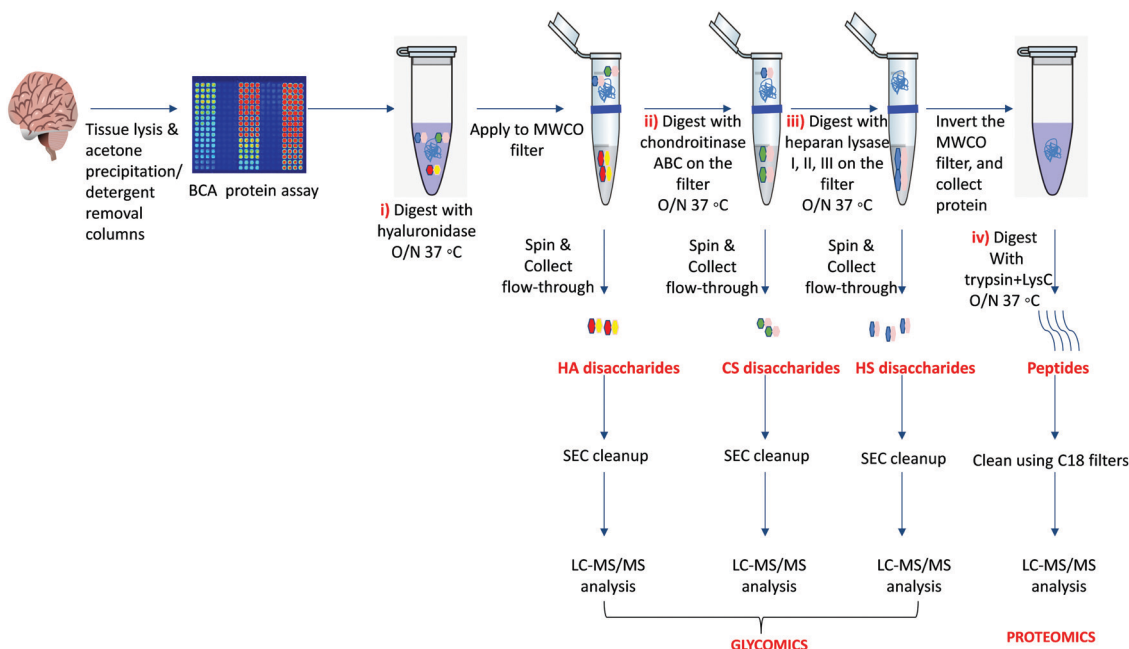 Tissue lysis &
acetone
precipitation/
detergent
removal
columns
BCA protein assay
i) Digest with
hyaluronidase
O/N 37 °C
Apply to MWCO
filter
ii) Digest with
chondroitinase
ABC on the
filter
O/N 37 °C
iii) Digest with
heparan lysase
I, II, III on the
filter
O/N 37 °C
Invert the
MWCO
filter, and
collect
protein
Spin &
Collect
flow-through
Spin &
Collect
flow-through
Spin &
Collect
flow-through
iv) Digest
With
trypsin+LysC
O/N 37 °C
HA disaccharides
CS disaccharides
HS disaccharides
Peptides
SEC cleanup
SEC cleanup
SEC cleanup
Clean using C18 filters
LC-MS/MS
analysis
LC-MS/MS
analysis
LC-MS/MS
analysis
LC-MS/MS
analysis
GLYCOMICS
PROTEOMICS